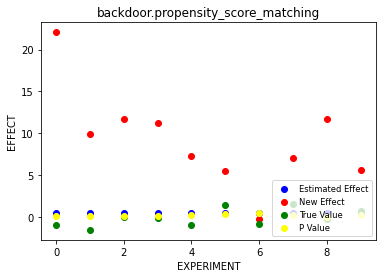 backdoor.propensity_score_matching
EFFECT
20
15
10
5
0
0
2
4
6
8
EXPERIMENT
Estimated Effect
New Effect
True Value
P Value